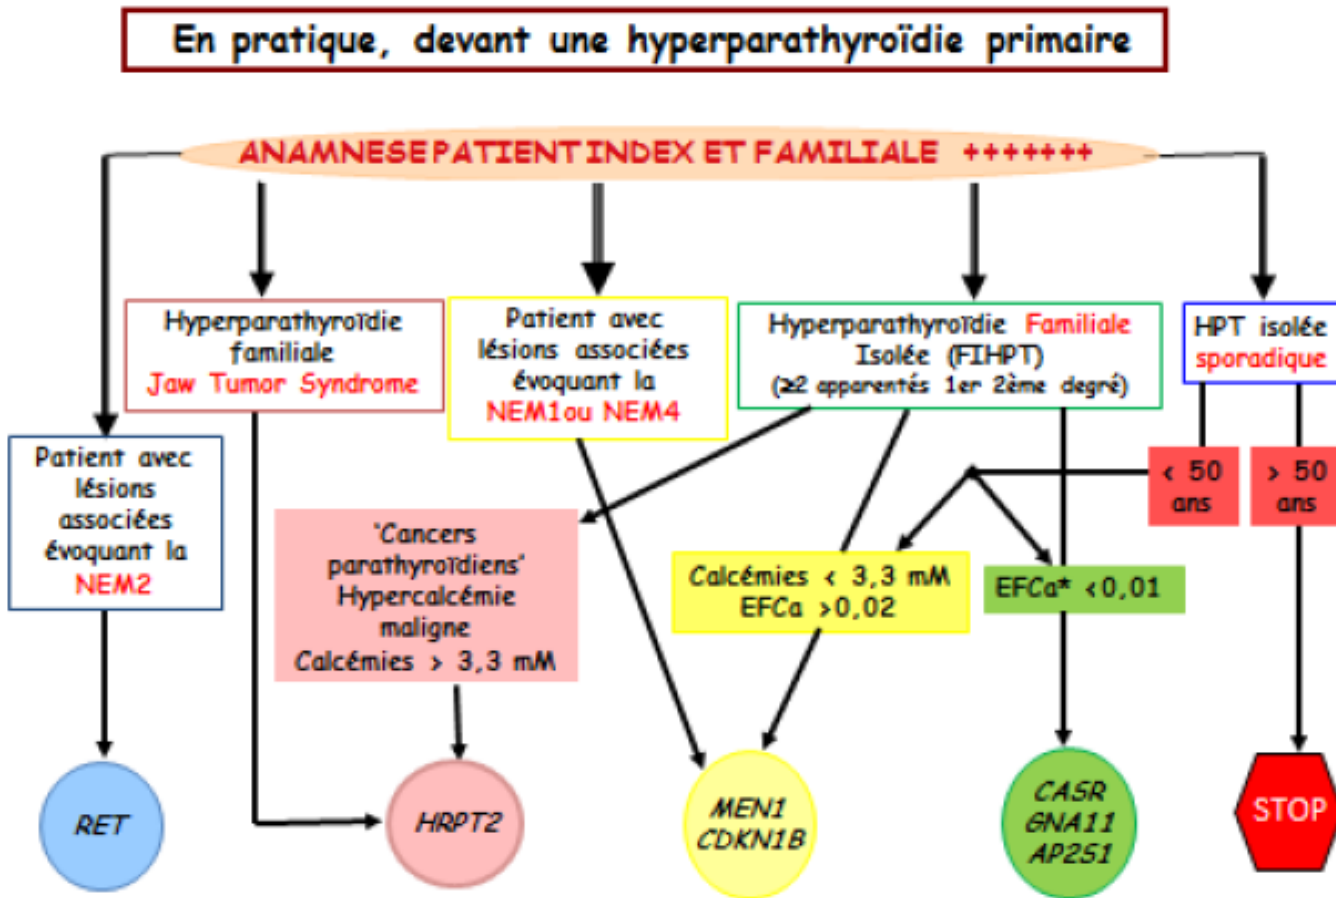 En pratique, devant une hyperparathyroïdie primaire
ANAMNESE PATIENT INDEX ET FAMILIALE +++++++
Patient avec
lésions
associées
évoquant la
NEM2
Hyperparathyroïdie
familiale
Jaw Tumor Syndrome
Patient avec
lésions associées
évoquant la
NEM1ou NEM4
Hyperparathyroïdie Familiale
Isolée (FIHPT)
(≥2 apparentés 1er 2ème degré)
HPT isolée
sporadique
< 50
ans
> 50
ans
'Cancers
parathyroïdiens'
Hypercalcémie
maligne
Calcémies > 3,3 mM
Calcémies < 3,3 mM
EFCa >0,02
EFCa* <0,01
RET
HRPT2
MEN1
CDKN1B
CASR
GNA11
AP2S1
STOP